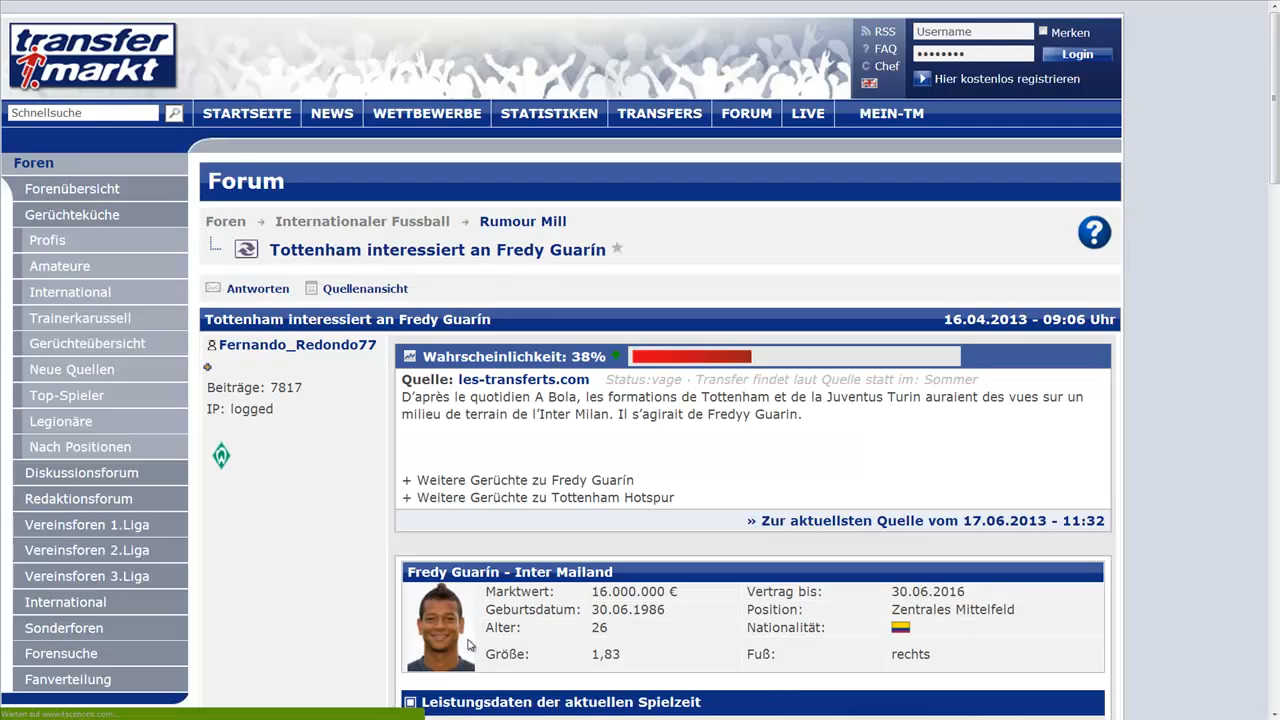 transfer
markt
RSS
FAQ
Chef
Username
Merken
••••••••
Login
Hier kostenlos registrieren
Schnellsuche
STARTSEITE
NEWS
WETTBEWERBE
STATISTIKEN
TRANSFERS
FORUM
LIVE
MEIN-TM
Foren
Forenübersicht
Gerüchteküche
Profis
Amateure
International
Trainerkarussell
Gerüchteübersicht
Neue Quellen
Top-Spieler
Legionäre
Nach Positionen
Diskussionsforum
Redaktionsforum
Vereinsforen 1.Liga
Vereinsforen 2.Liga
Vereinsforen 3.Liga
International
Sonderforen
Forensuche
Fanverteilung
Forum
Foren → Internationaler Fussball → Rumour Mill
Tottenham interessiert an Fredy Guarín
?
Antworten Quellenansicht
Tottenham interessiert an Fredy Guarín 16.04.2013 - 09:06 Uhr
Fernando_Redondo77
Beiträge: 7817
IP: logged
Wahrscheinlichkeit: 38%
Quelle: les-transferts.com Status:vage · Transfer findet laut Quelle statt im: Sommer
D'après le quotidien A Bola, les formations de Tottenham et de la Juventus Turin auraient des vues sur un
milieu de terrain de l'Inter Milan. Il s'agirait de Fredyy Guarin.
+ Weitere Gerüchte zu Fredy Guarín
+ Weitere Gerüchte zu Tottenham Hotspur
» Zur aktuellsten Quelle vom 17.06.2013 - 11:32
Fredy Guarín - Inter Mailand
Marktwert: 16.000.000 € Vertrag bis: 30.06.2016
Geburtsdatum: 30.06.1986 Position: Zentrales Mittelfeld
Alter: 26 Nationalität:
Größe: 1,83 Fuß: rechts
Leistungsdaten der aktuellen Spielzeit
Warten auf www.facebook.com...